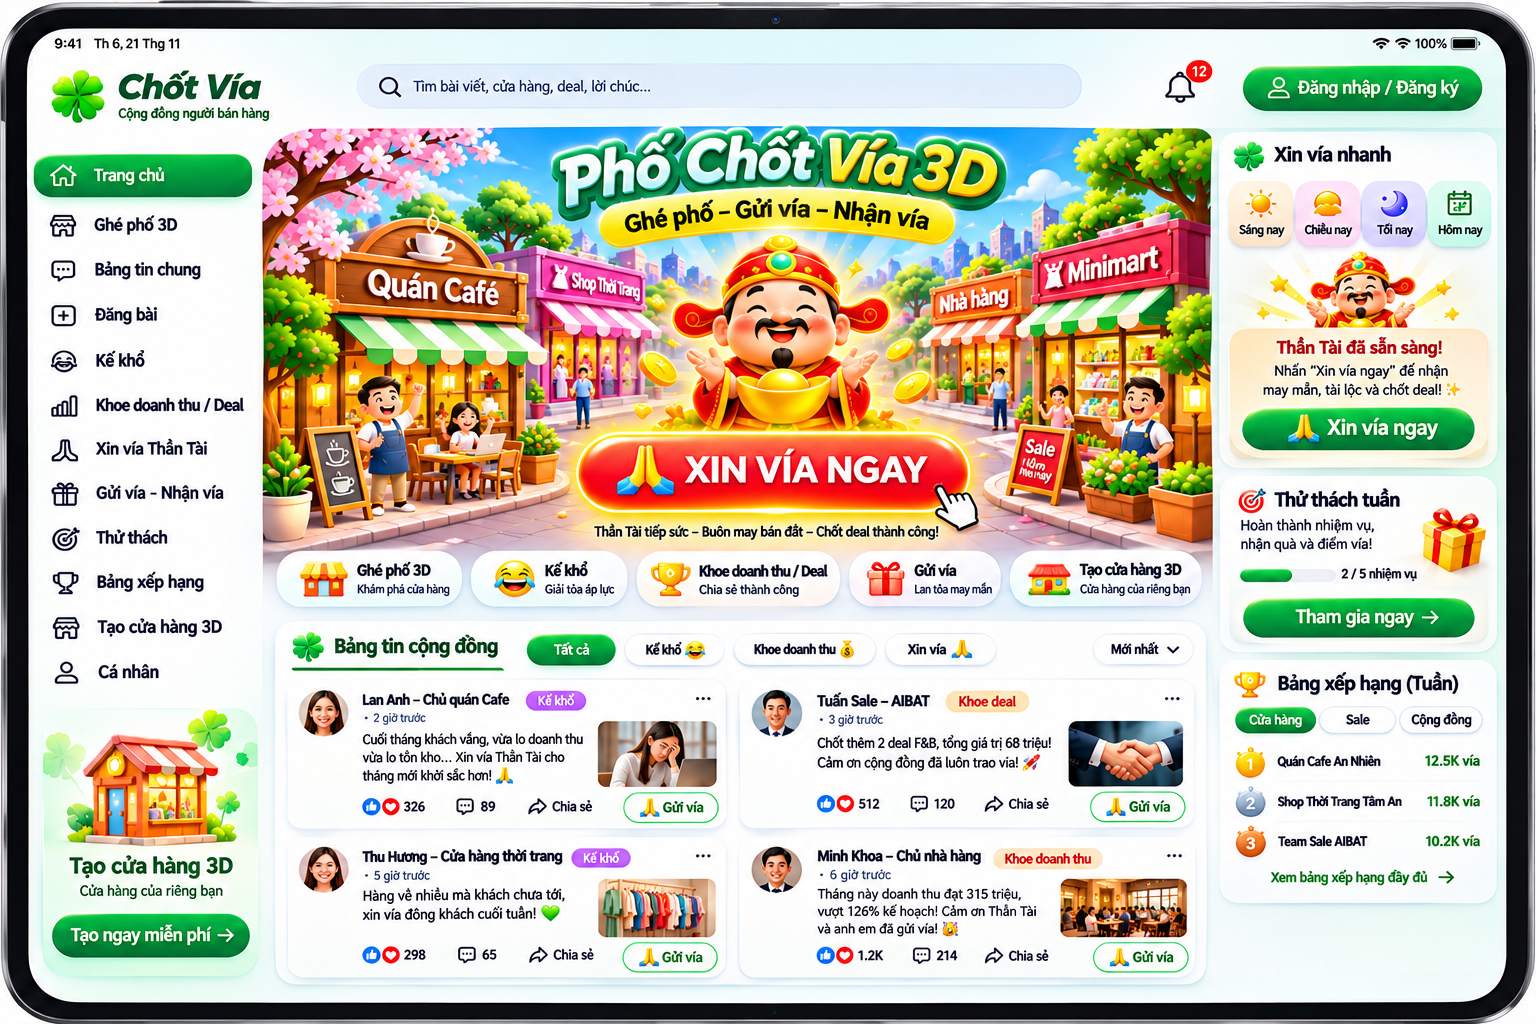 9:41 Th 6, 21 Thg 11
100%
Chốt Vía
Cộng đồng người bán hàng
Tìm bài viết, cửa hàng, deal, lời chúc...
12
Đăng nhập / Đăng ký
Trang chủ
Ghé phố 3D
Bảng tin chung
Đăng bài
Kế khổ
Khoe doanh thu / Deal
Xin vía Thần Tài
Gửi vía - Nhận vía
Thử thách
Bảng xếp hạng
Tạo cửa hàng 3D
Cá nhân
Tạo cửa hàng 3D
Cửa hàng của riêng bạn
Tạo ngay miễn phí →
Phố Chốt Vía 3D
Ghé phố – Gửi vía – Nhận vía
Quán Café
Shop Thời Trang
Nhà hàng
Minimart
Sale
XIN VÍA NGAY
Thần Tài tiếp sức – Buôn may bán đắt – Chốt deal thành công!
Ghé phố 3D
Khám phá cửa hàng
Kế khổ
Giải tỏa áp lực
Khoe doanh thu / Deal
Chia sẻ thành công
Gửi vía
Lan tỏa may mắn
Tạo cửa hàng 3D
Cửa hàng của riêng bạn
Bảng tin cộng đồng
Tất cả
Kế khổ 😂
Khoe doanh thu 💰
Xin vía 🙏
Mới nhất
Lan Anh – Chủ quán Cafe
Kế khổ
...
• 2 giờ trước
Cuối tháng khách vắng, vừa lo doanh thu
vừa lo tồn kho... Xin vía Thần Tài cho
tháng mới khởi sắc hơn! 🙏
326
89
Chia sẻ
🙏 Gửi vía
Tuấn Sale – AIBAT
Khoe deal
...
• 3 giờ trước
Chốt thêm 2 deal F&B, tổng giá trị 68 triệu!
Cảm ơn cộng đồng đã luôn trao vía! 🚀
512
120
Chia sẻ
🙏 Gửi vía
Thu Hương – Cửa hàng thời trang
Kế khổ
...
• 5 giờ trước
Hàng về nhiều mà khách chưa tới,
xin vía đông khách cuối tuần! 💚
298
65
Chia sẻ
🙏 Gửi vía
Minh Khoa – Chủ nhà hàng
Khoe doanh thu
...
• 6 giờ trước
Tháng này doanh thu đạt 315 triệu,
vượt 126% kế hoạch! Cảm ơn Thần Tài
và anh em đã gửi vía!
1.2K
214
Chia sẻ
🙏 Gửi vía
Xin vía nhanh
Sáng nay
Chiều nay
Tối nay
Hôm nay
Thần Tài đã sẵn sàng!
Nhấn “Xin vía ngay” để nhận
may mắn, tài lộc và chốt deal! ✨
🙏 Xin vía ngay
Thử thách tuần
Hoàn thành nhiệm vụ,
nhận quà và điểm vía!
2 / 5 nhiệm vụ
Tham gia ngay →
Bảng xếp hạng (Tuần)
Cửa hàng
Sale
Cộng đồng
1 Quán Cafe An Nhiên 12.5K vía
2 Shop Thời Trang Tâm An 11.8K vía
3 Team Sale AIBAT 10.2K vía
Xem bảng xếp hạng đầy đủ →